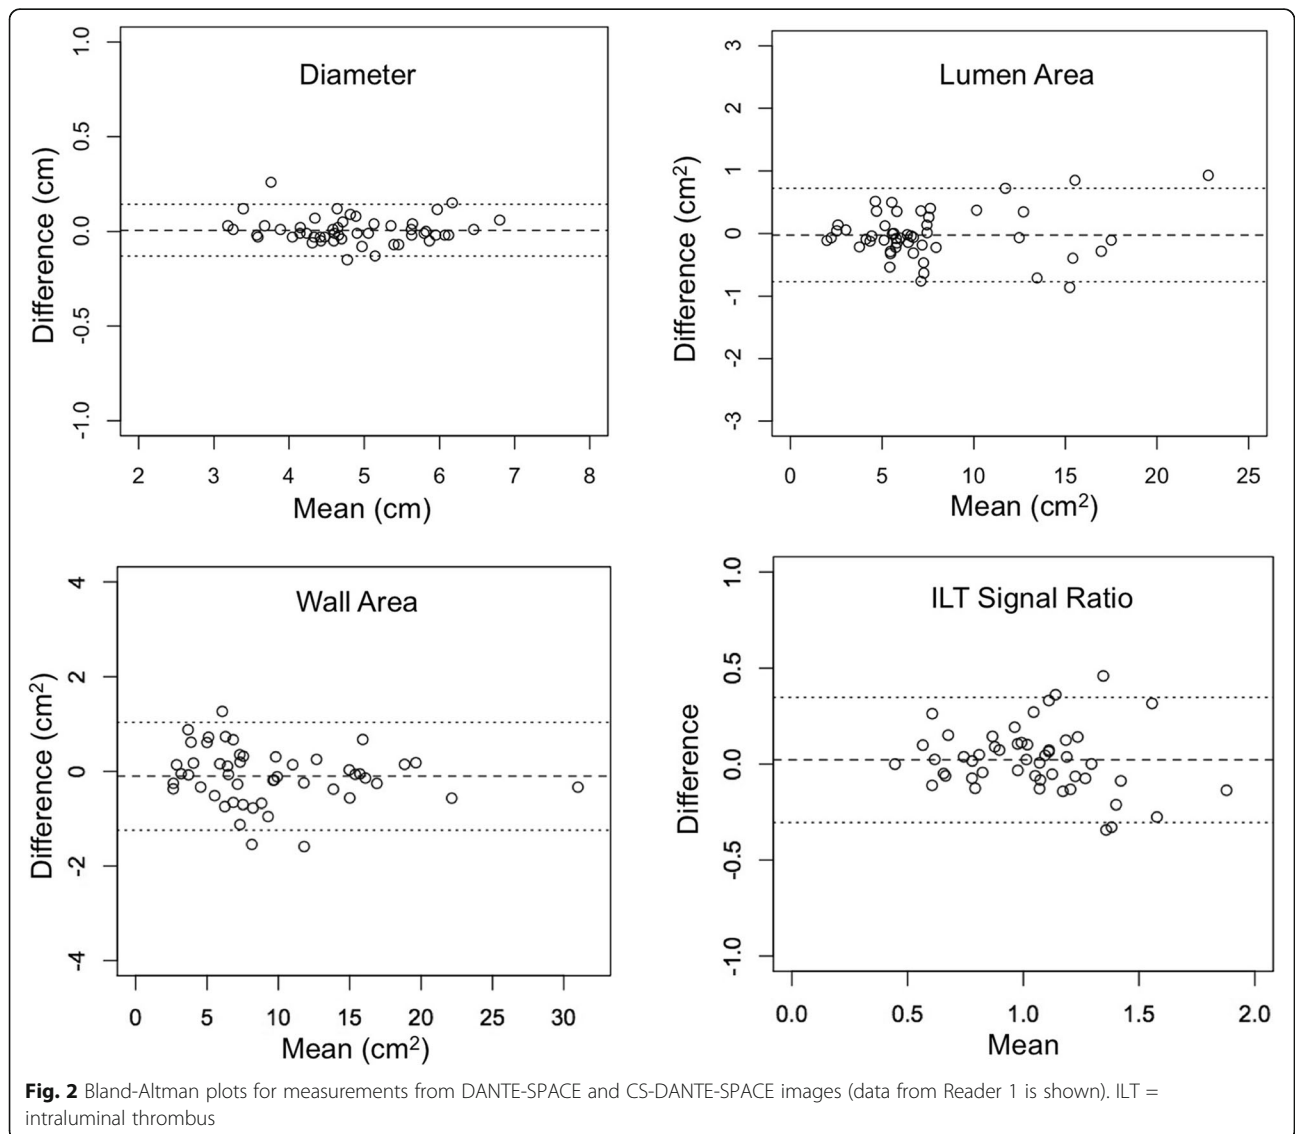 Diameter
1.0
0.5
0.0
-0.5
-1.0
Difference (cm)
2 3 4 5 6 7 8
Mean (cm)
Lumen Area
3
2
1
0
-1
-2
-3
Difference (cm²)
0 5 10 15 20 25
Mean (cm²)
Wall Area
4
2
0
-2
-4
Difference (cm²)
0 5 10 15 20 25 30
Mean (cm²)
ILT Signal Ratio
1.0
0.5
0.0
-0.5
-1.0
Difference
0.0 0.5 1.0 1.5 2.0
Mean
Fig. 2 Bland-Altman plots for measurements from DANTE-SPACE and CS-DANTE-SPACE images (data from Reader 1 is shown). ILT =
intraluminal thrombus